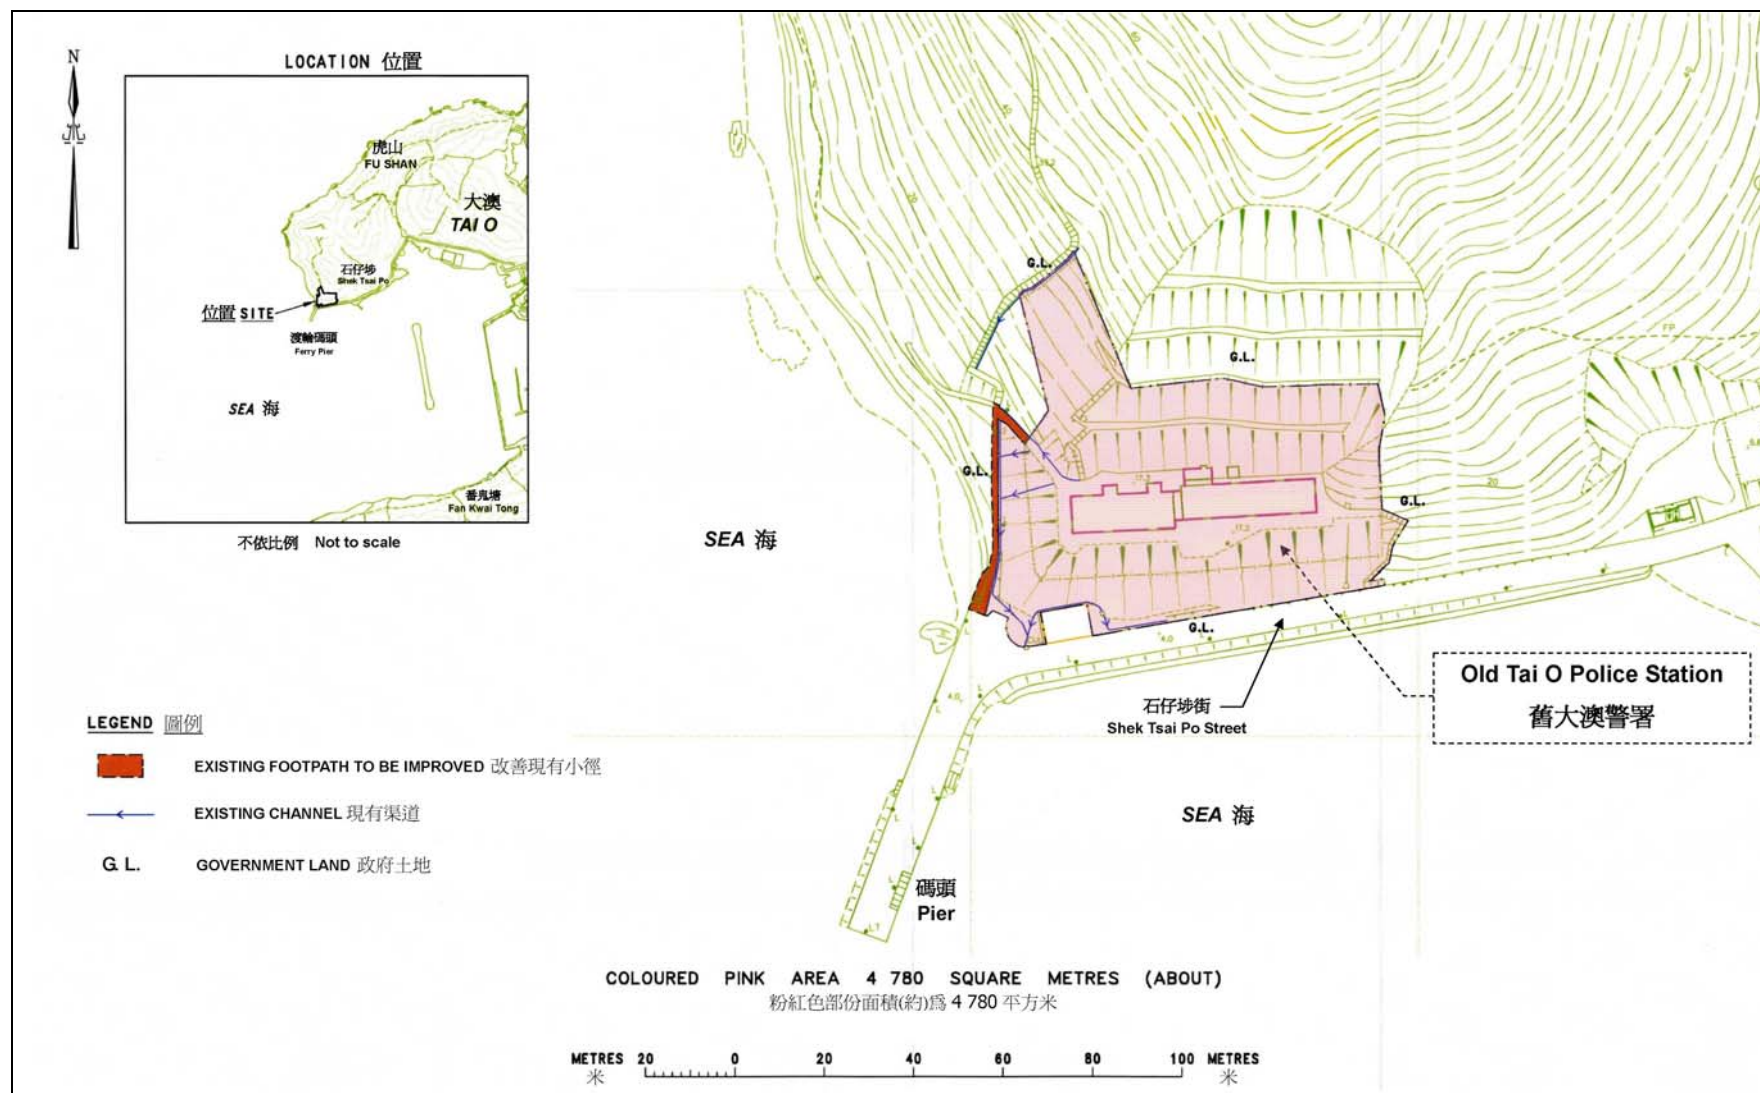 LOCATION 位置
N
北
虎山
FU SHAN
大澳
TAI O
石仔埗
Shek Tsai Po
位置 SITE
渡輪碼頭
Ferry Pier
SEA 海
番鬼塘
Fan Kwai Tong
不依比例 Not to scale
G.L.
G.L.
G.L.
G.L.
G.L.
FP
20
17.2
SEA 海
Old Tai O Police Station
舊大澳警署
石仔埗街
Shek Tsai Po Street
SEA 海
碼頭
Pier
LEGEND 圖例
EXISTING FOOTPATH TO BE IMPROVED 改善現有小徑
EXISTING CHANNEL 現有渠道
G. L. GOVERNMENT LAND 政府土地
COLOURED PINK AREA 4 780 SQUARE METRES (ABOUT)
粉紅色部份面積(約)爲 4 780 平方米
METRES 20 0 20 40 60 80 100 METRES
米 米